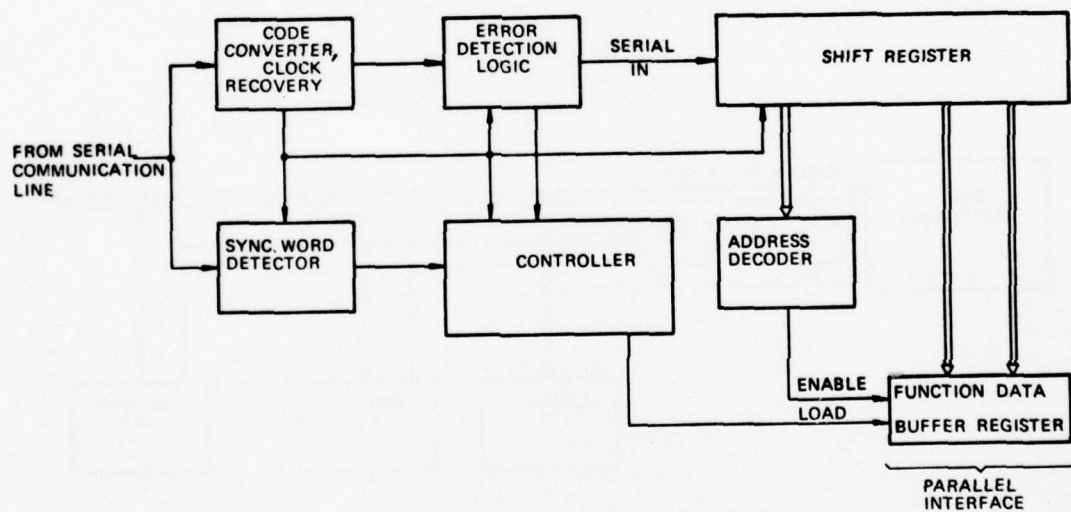 CODE
CONVERTER,
CLOCK
RECOVERY
ERROR
DETECTION
LOGIC
SERIAL
IN
SHIFT REGISTER
FROM SERIAL
COMMUNICATION
LINE
SYNC. WORD
DETECTOR
CONTROLLER
ADDRESS
DECODER
ENABLE
LOAD
FUNCTION DATA
BUFFER REGISTER
PARALLEL
INTERFACE